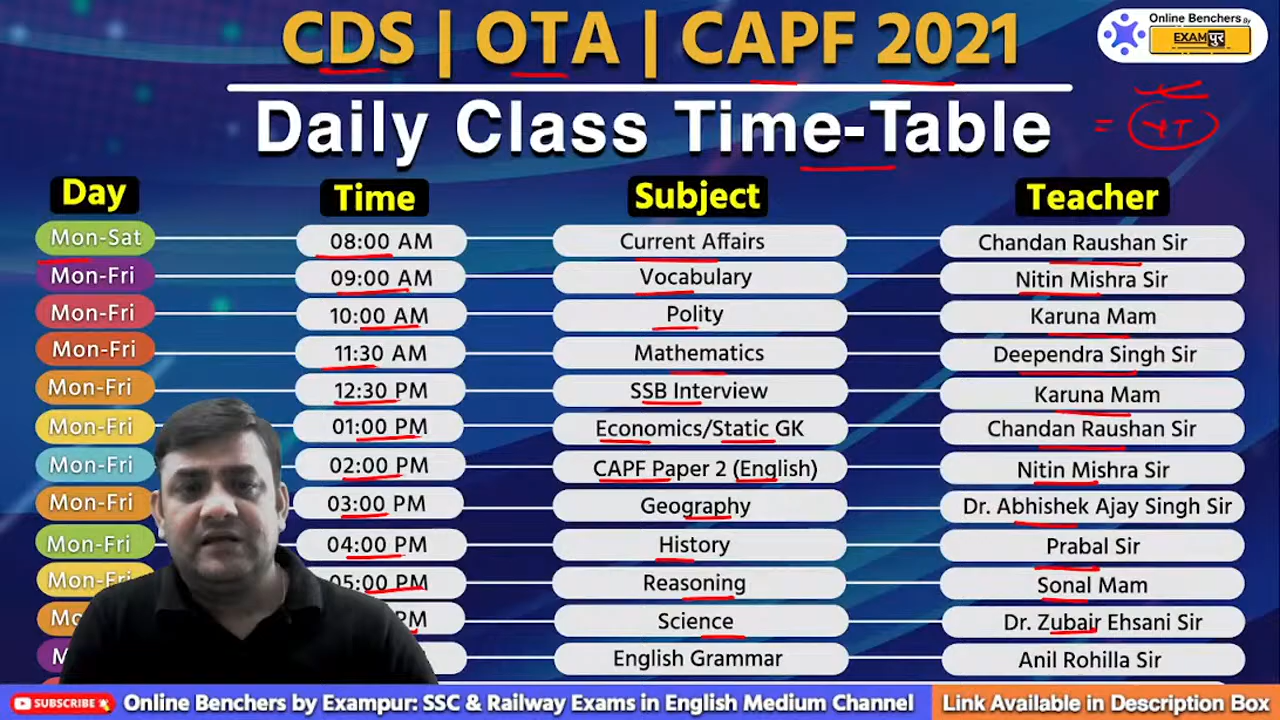 CDS | OTA | CAPF 2021
Online Benchers By
EXAMपुर
Daily Class Time-Table
= YT
Day Time Subject Teacher
Mon-Sat 08:00 AM Current Affairs Chandan Raushan Sir
Mon-Fri 09:00 AM Vocabulary Nitin Mishra Sir
Mon-Fri 10:00 AM Polity Karuna Mam
Mon-Fri 11:30 AM Mathematics Deependra Singh Sir
Mon-Fri 12:30 PM SSB Interview Karuna Mam
Mon-Fri 01:00 PM Economics/Static GK Chandan Raushan Sir
Mon-Fri 02:00 PM CAPF Paper 2 (English) Nitin Mishra Sir
Mon-Fri 03:00 PM Geography Dr. Abhishek Ajay Singh Sir
Mon-Fri 04:00 PM History Prabal Sir
Mon-Fri 05:00 PM Reasoning Sonal Mam
PM Science Dr. Zubair Ehsani Sir
English Grammar Anil Rohilla Sir
SUBSCRIBE Online Benchers by Exampur: SSC & Railway Exams in English Medium Channel Link Available in Description Box